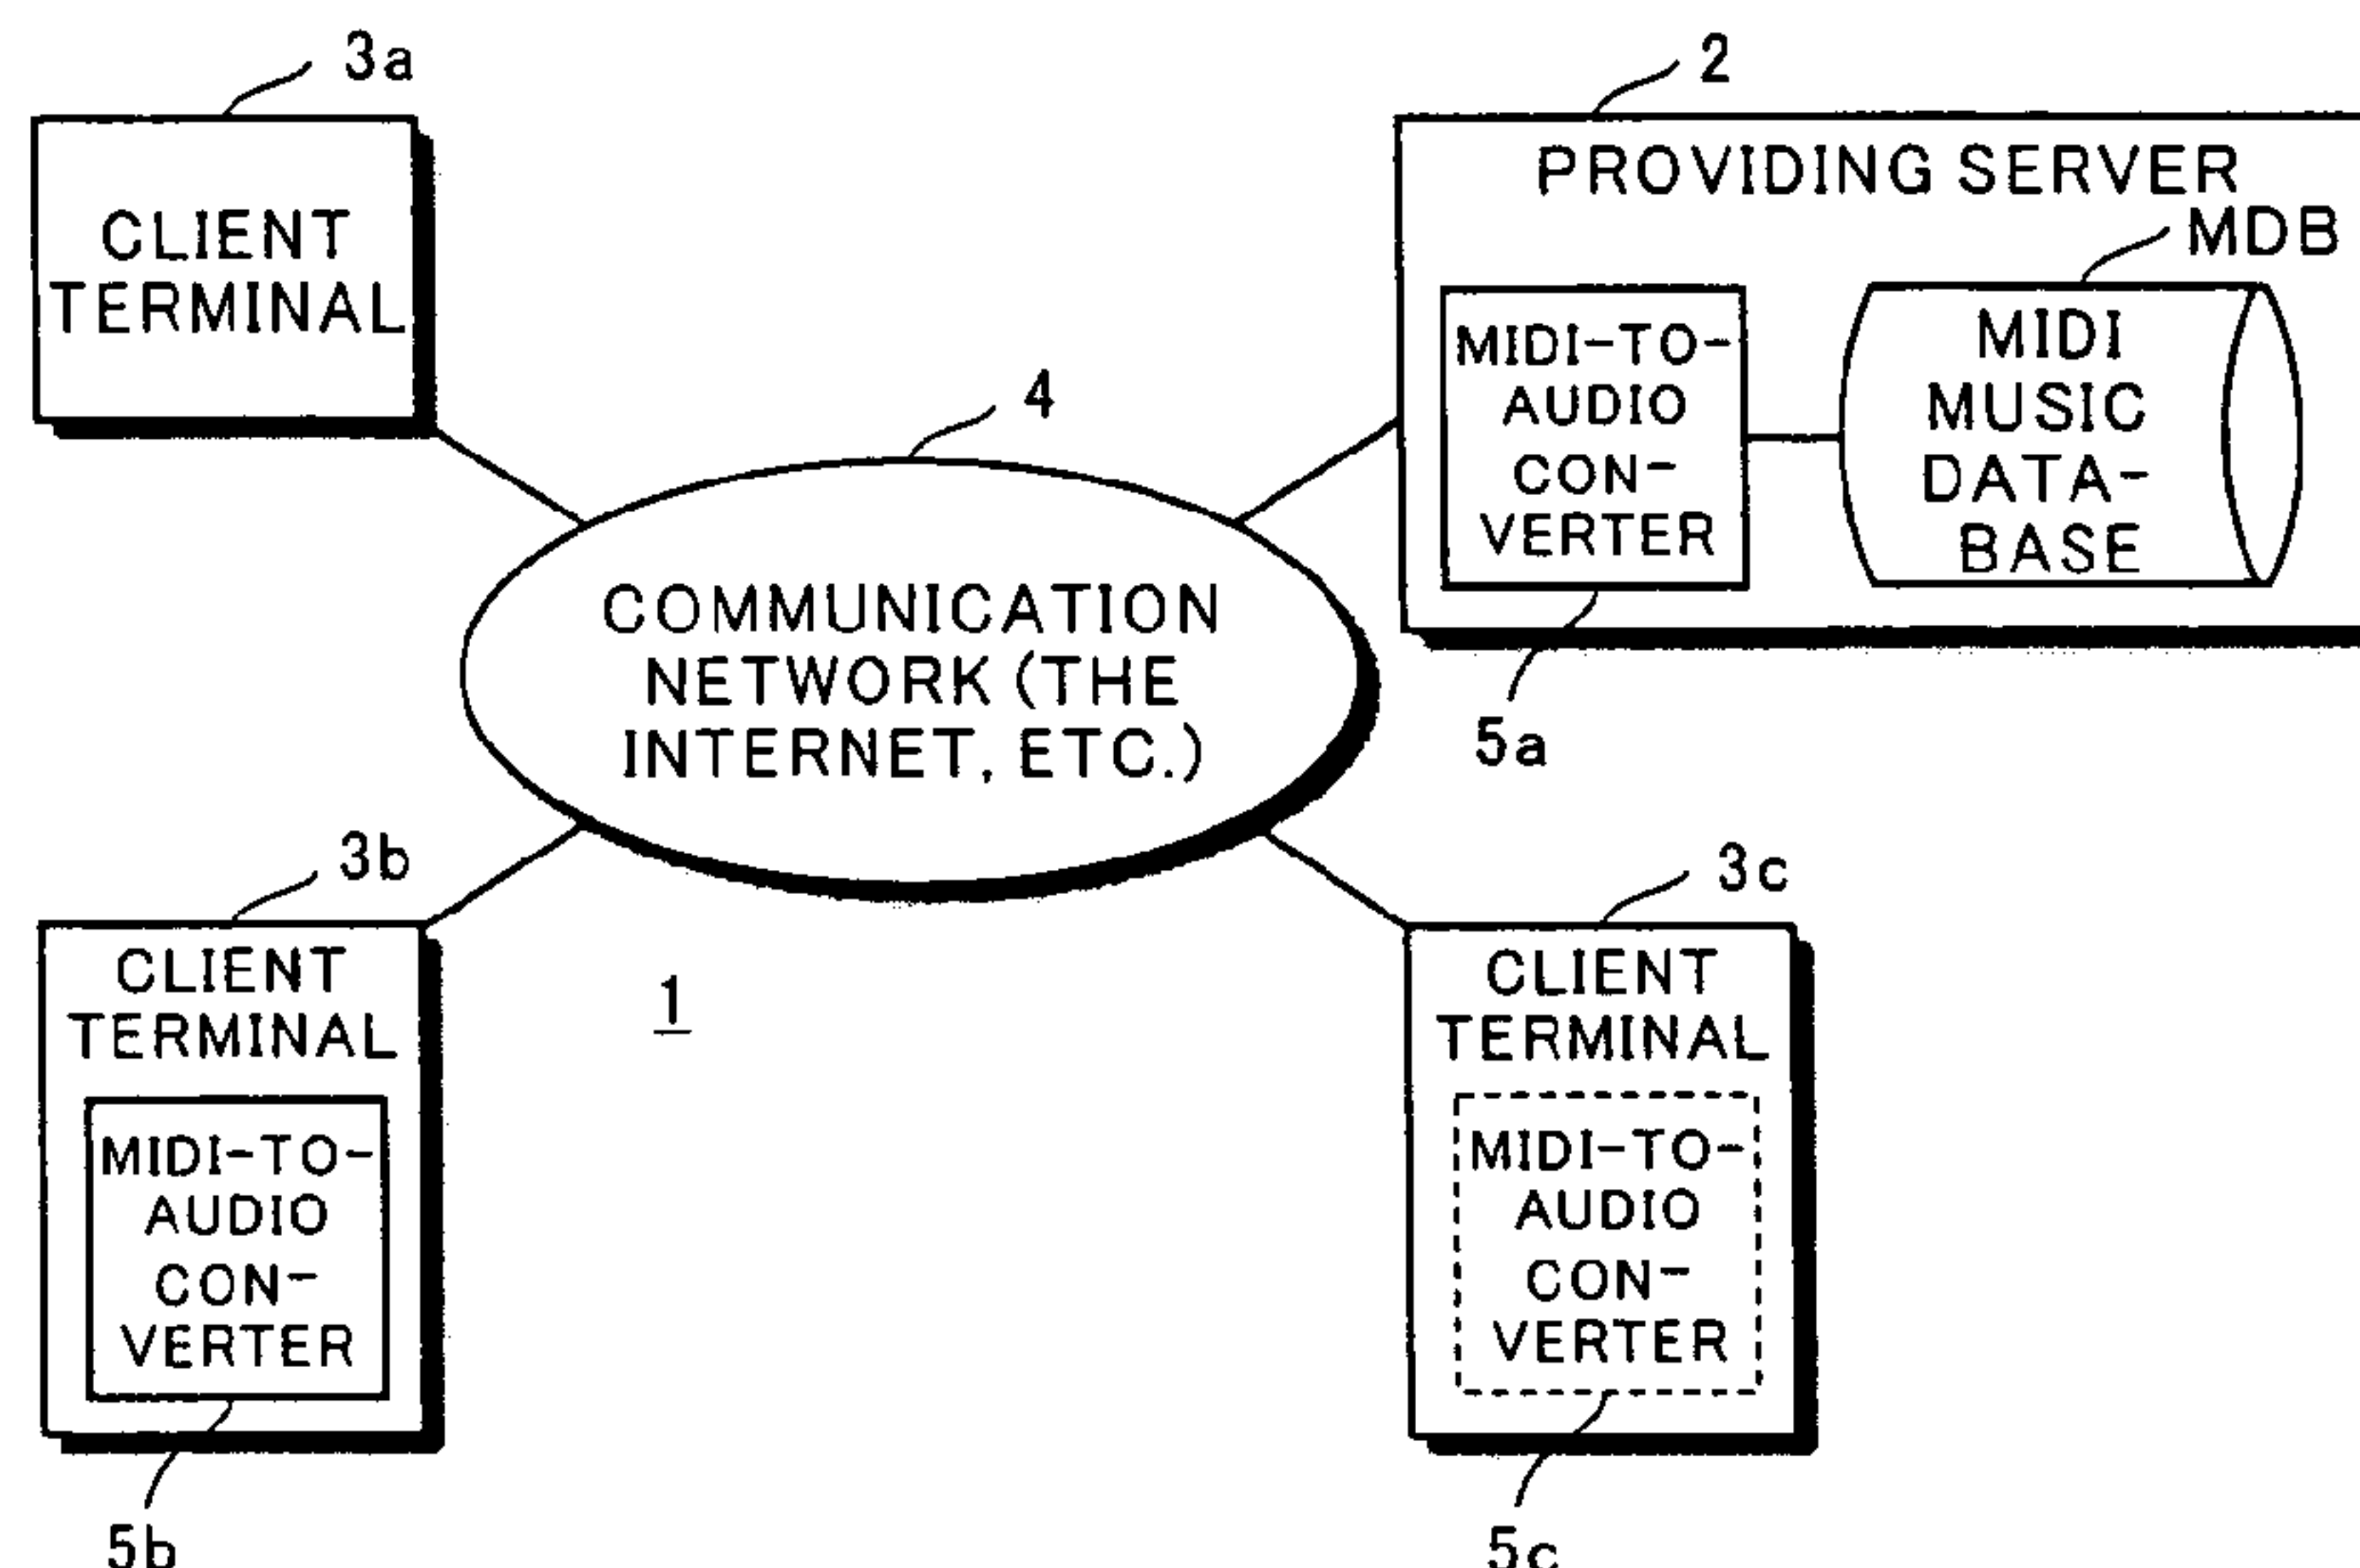 3a
CLIENT
TERMINAL
2
PROVIDING SERVER
MDB
MIDI-TO-
AUDIO
CON-
VERTER
MIDI
MUSIC
DATA-
BASE
5a
4
COMMUNICATION
NETWORK (THE
INTERNET, ETC.)
3b
CLIENT
TERMINAL
MIDI-TO-
AUDIO
CON-
VERTER
5b
1
3c
CLIENT
TERMINAL
MIDI-TO-
AUDIO
CON-
VERTER
5c